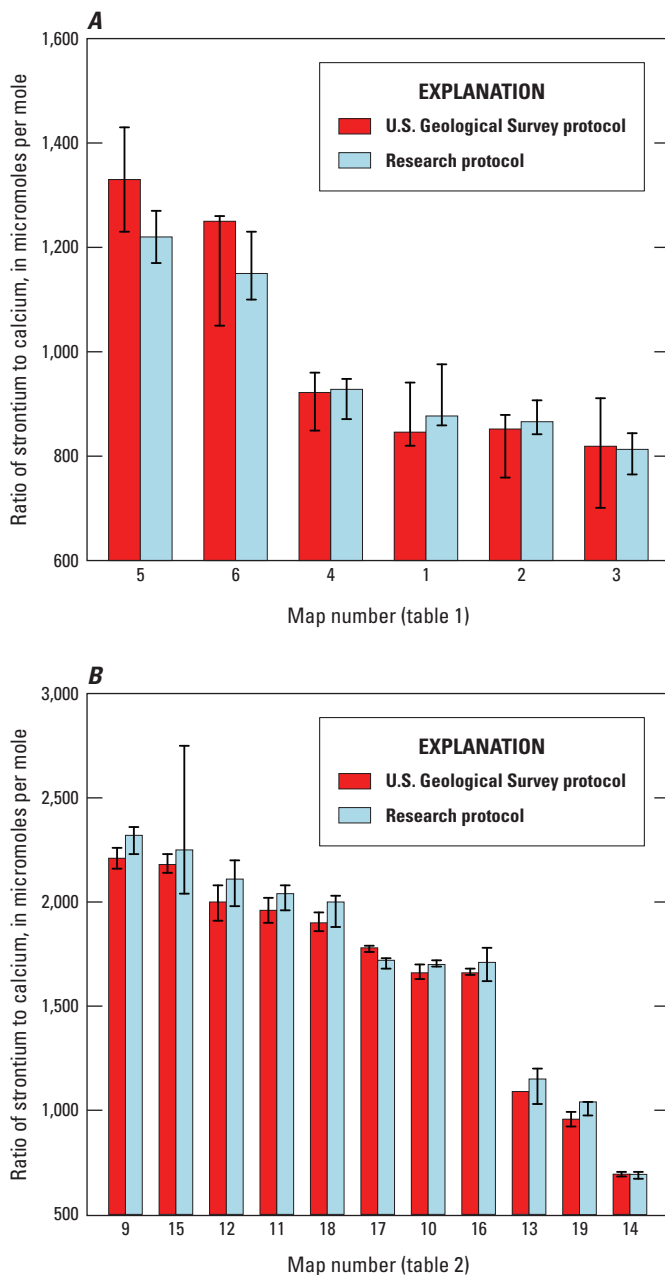 A
Ratio of strontium to calcium, in micromoles per mole
1,600
1,400
1,200
1,000
800
600
EXPLANATION
U.S. Geological Survey protocol
Research protocol
5 6 4 1 2 3
Map number (table 1)
B
Ratio of strontium to calcium, in micromoles per mole
3,000
2,500
2,000
1,500
1,000
500
EXPLANATION
U.S. Geological Survey protocol
Research protocol
9 15 12 11 18 17 10 16 13 19 14
Map number (table 2)